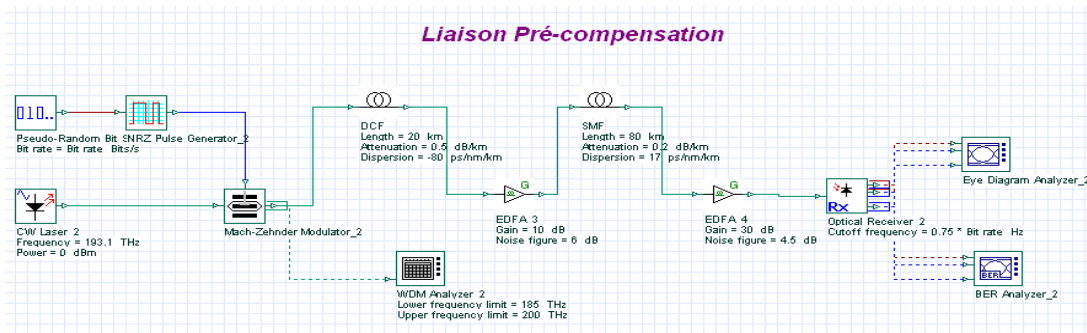 Liaison Pré-compensation
010..
Pseudo-Random Bit SNRZ Pulse Generator_2
Bit rate = Bit rate Bits/s
DCF
Length = 20 km
Attenuation = 0.5 dB/km
Dispersion = -80 ps/nm/km
SMF
Length = 80 km
Attenuation = 0.2 dB/km
Dispersion = 17 ps/nm/km
Eye Diagram Analyzer_2
CW Laser 2
Frequency = 193.1 THz
Power = 0 dBm
Mach-Zehnder Modulator_2
G
EDFA 3
Gain = 10 dB
Noise figure = 6 dB
G
EDFA 4
Gain = 30 dB
Noise figure = 4.5 dB
Rx
Optical Receiver 2
Cutoff frequency = 0.75 * Bit rate Hz
WDM Analyzer 2
Lower frequency limit = 185 THz
Upper frequency limit = 200 THz
BER
BER Analyzer_2